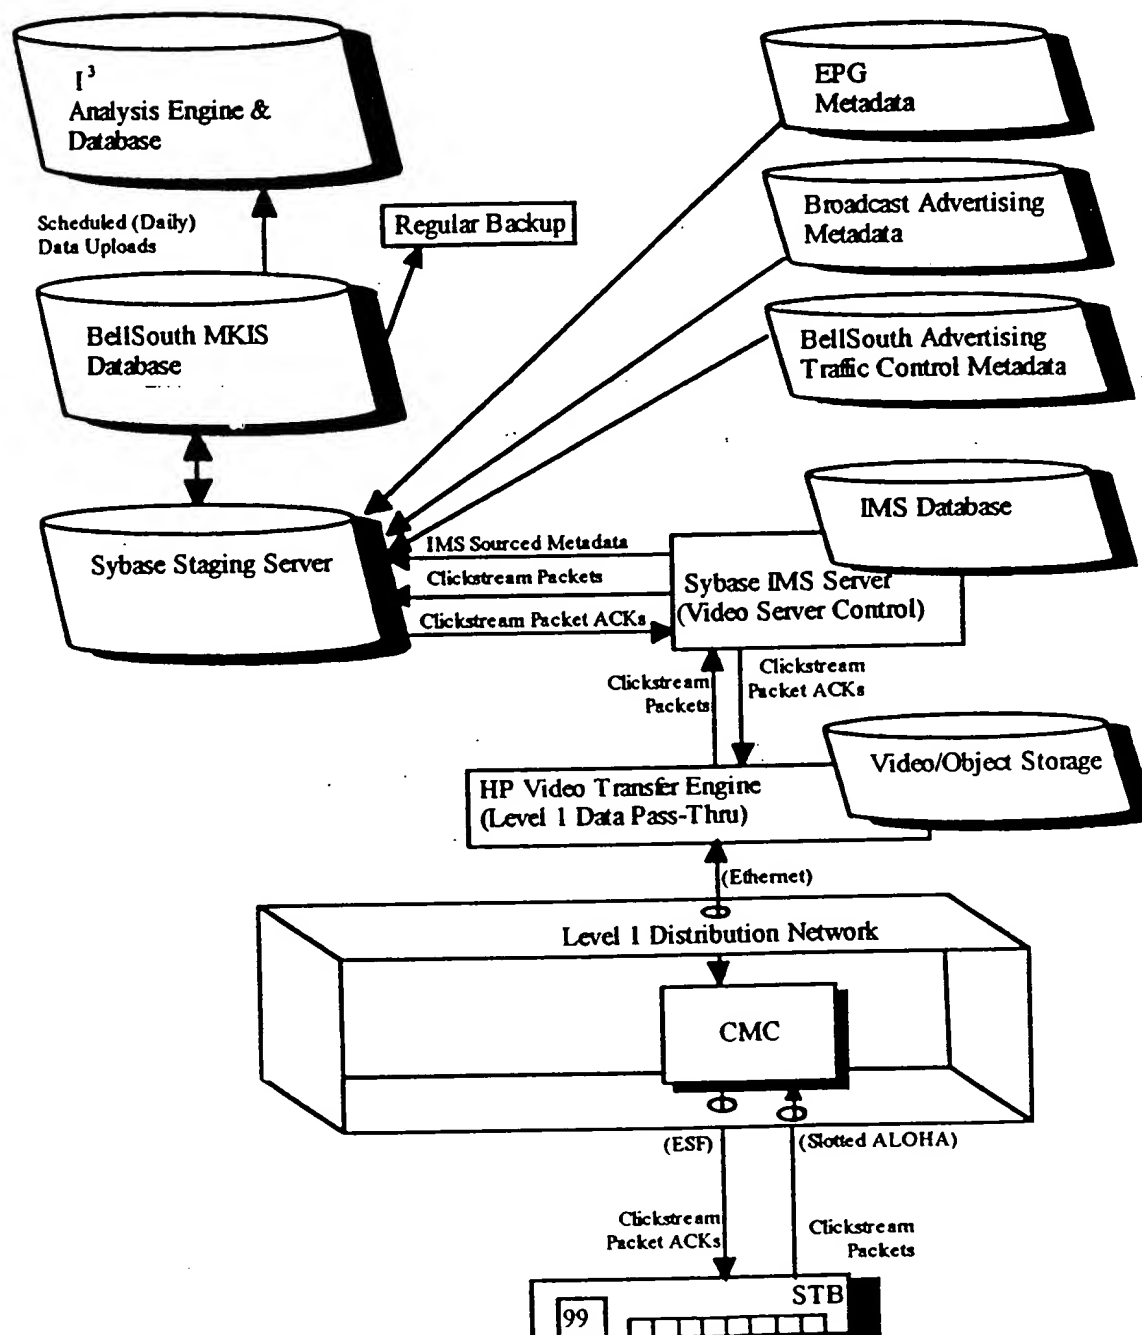 I³
Analysis Engine &
Database
EPG
Metadata
Scheduled (Daily)
Data Uploads
Regular Backup
Broadcast Advertising
Metadata
BellSouth MKIS
Database
BellSouth Advertising
Traffic Control Metadata
IMS Database
Sybase Staging Server
IMS Sourced Metadata
Clickstream Packets
Clickstream Packet ACKs
Sybase IMS Server
(Video Server Control)
Clickstream
Packets
Clickstream
Packet ACKs
HP Video Transfer Engine
(Level 1 Data Pass-Thru)
Video/Object Storage
(Ethernet)
Level 1 Distribution Network
CMC
(ESF)
(Slotted ALOHA)
Clickstream
Packet ACKs
Clickstream
Packets
STB
99